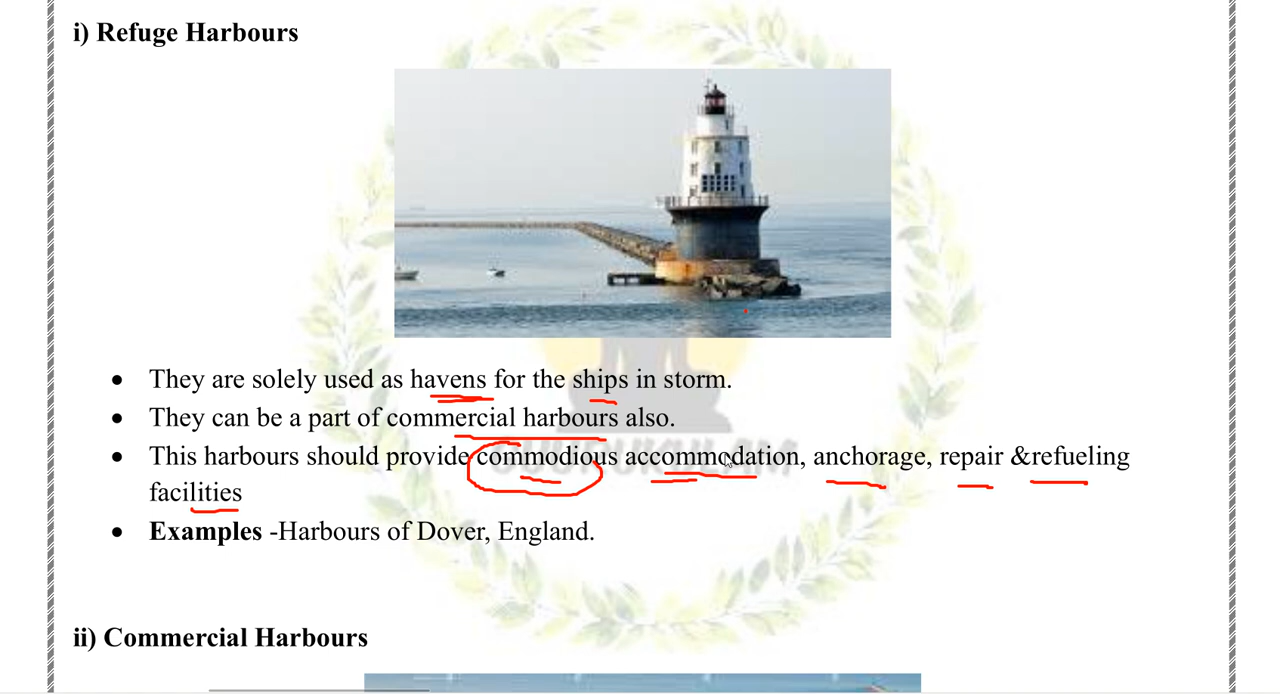 i) Refuge Harbours
They are solely used as havens for the ships in storm.
They can be a part of commercial harbours also.
This harbours should provide commodious accommodation, anchorage, repair &refueling
facilities
Examples -Harbours of Dover, England.
ii) Commercial Harbours